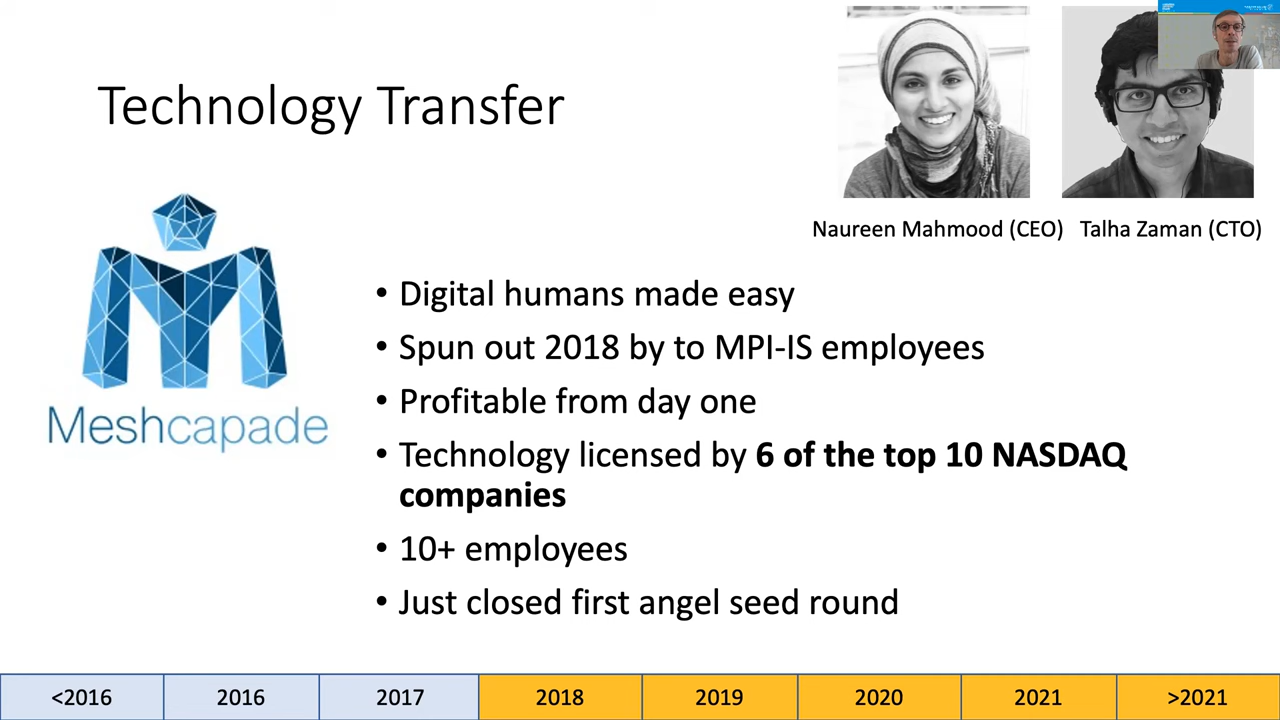 Technology Transfer
Naureen Mahmood (CEO) Talha Zaman (CTO)
Meshcapade
• Digital humans made easy
• Spun out 2018 by to MPI-IS employees
• Profitable from day one
• Technology licensed by 6 of the top 10 NASDAQ
companies
• 10+ employees
• Just closed first angel seed round
<2016 2016 2017 2018 2019 2020 2021 >2021